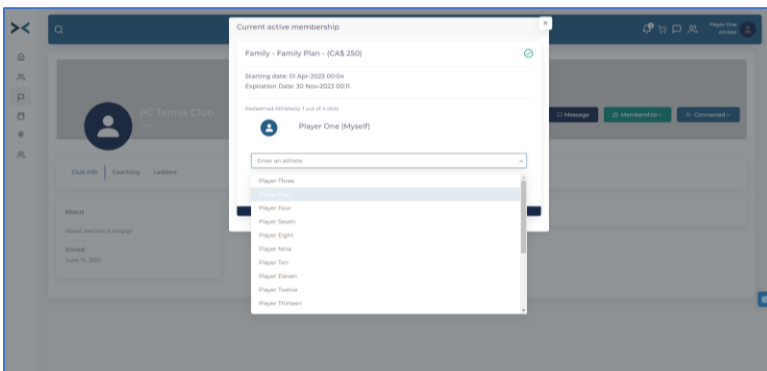 Current active membership
×
Player One
Athlete
Family - Family Plan - (CA$ 250)
Starting date: 01 Apr-2023 00:04
Expiration Date: 30 Nov-2023 00:11
Redeemed Athlete(s): 1 out of 4 slots
Player One (Myself)
PC Tennis Club
Message
Membership
Connected
Enter an athlete
Club Info
Coaching
Ladders
Player Three
Player Four
Player Seven
Player Eight
Player Nine
Player Ten
Player Eleven
Player Twelve
Player Thirteen
About
About section is empty!
Joined: